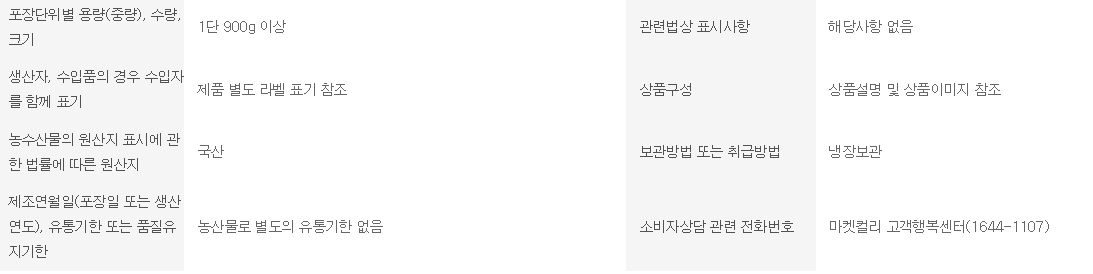 포장단위별 용량(중량), 수량,
크기
1단 900g 이상
관련법상 표시사항
해당사항 없음
생산자, 수입품의 경우 수입자
를 함께 표기
제품 별도 라벨 표기 참조
상품구성
상품설명 및 상품이미지 참조
농수산물의 원산지 표시에 관
한 법률에 따른 원산지
국산
보관방법 또는 취급방법
냉장보관
제조연월일(포장일 또는 생산
연도), 유통기한 또는 품질유
지기한
농산물로 별도의 유통기한 없음
소비자상담 관련 전화번호
마켓컬리 고객행복센터(1644-1107)